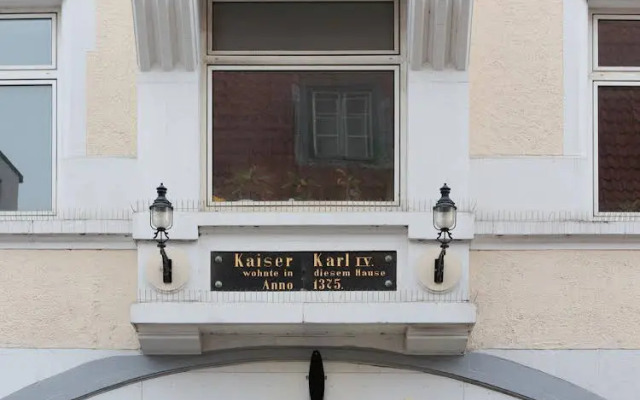 Kaiser Karl IV.
wohnte in diesem Hause
Anno 1375.